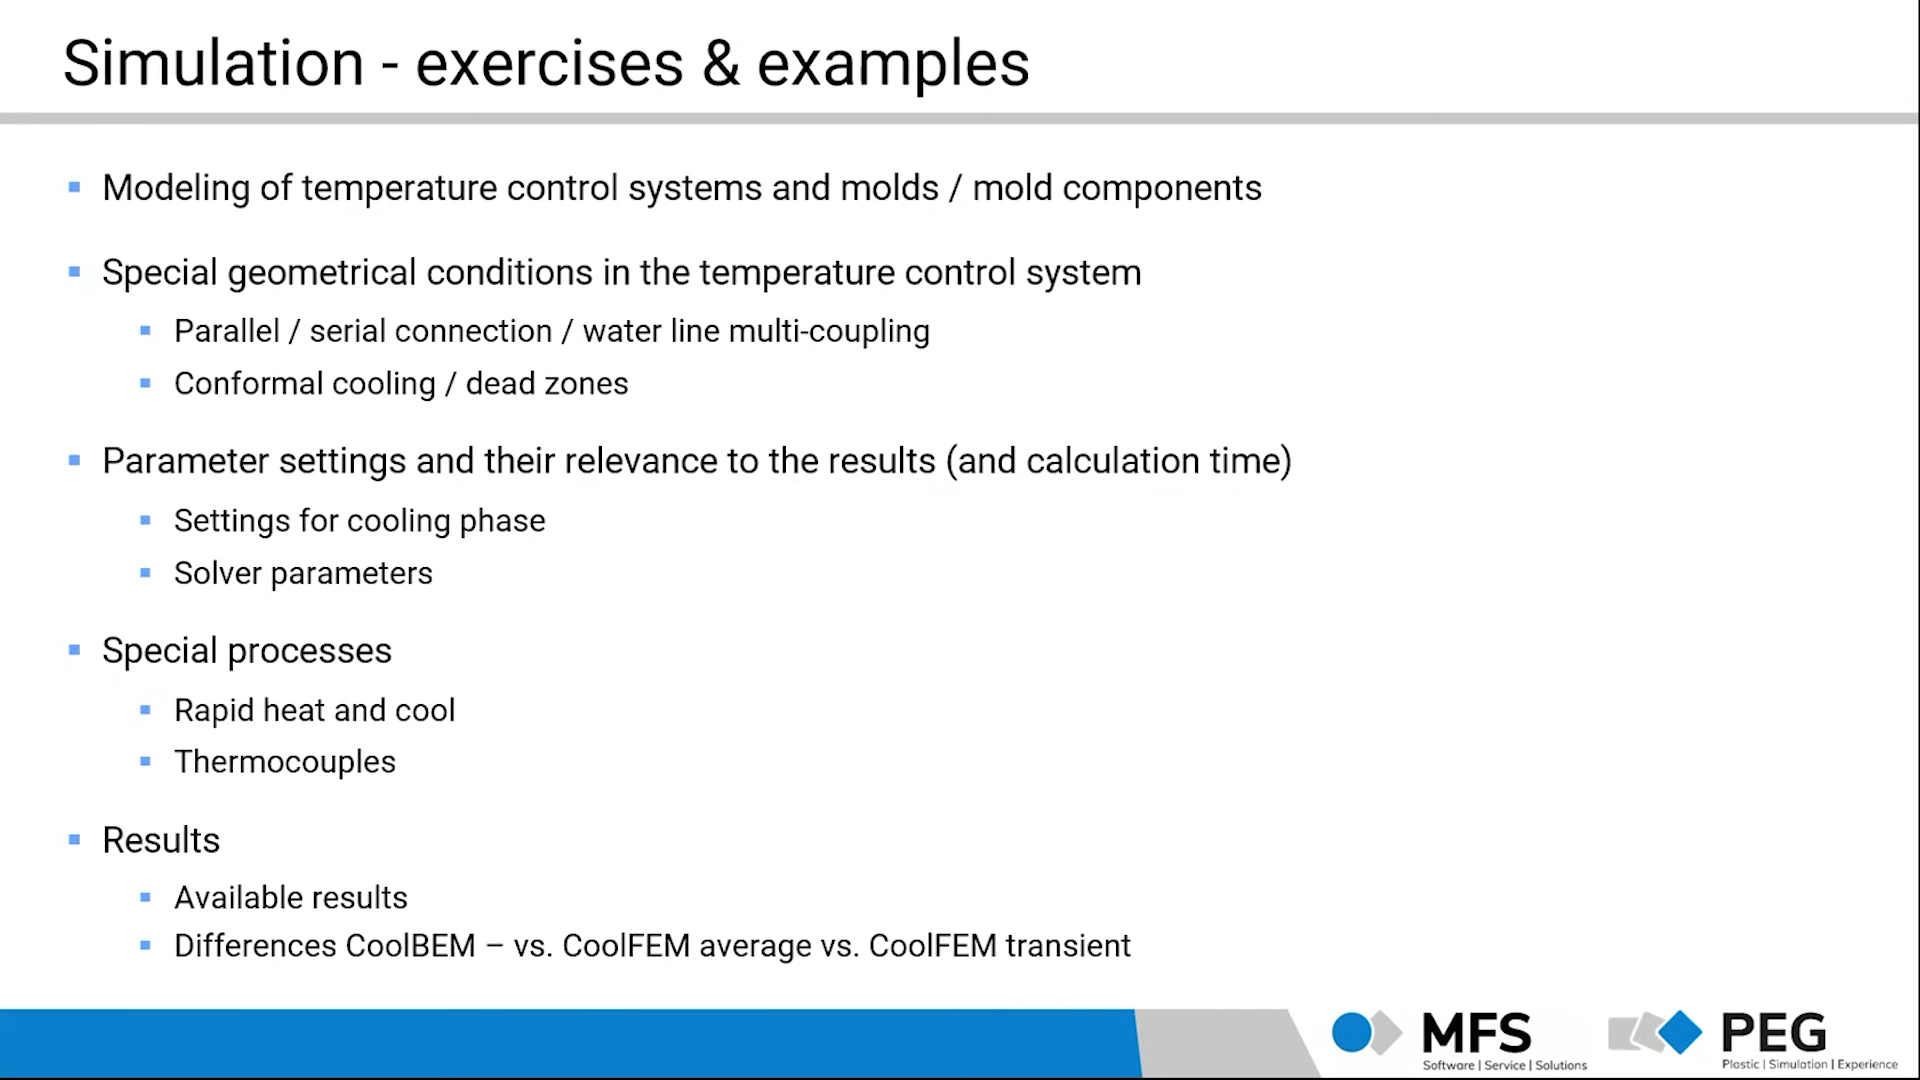 Simulation - exercises & examples
Modeling of temperature control systems and molds / mold components
Special geometrical conditions in the temperature control system
Parallel / serial connection / water line multi-coupling
Conformal cooling / dead zones
Parameter settings and their relevance to the results (and calculation time)
Settings for cooling phase
Solver parameters
Special processes
Rapid heat and cool
Thermocouples
Results
Available results
Differences CoolBEM – vs. CoolFEM average vs. CoolFEM transient
MFS
Software | Service | Solutions
PEG
Plastic | Simulation | Experience